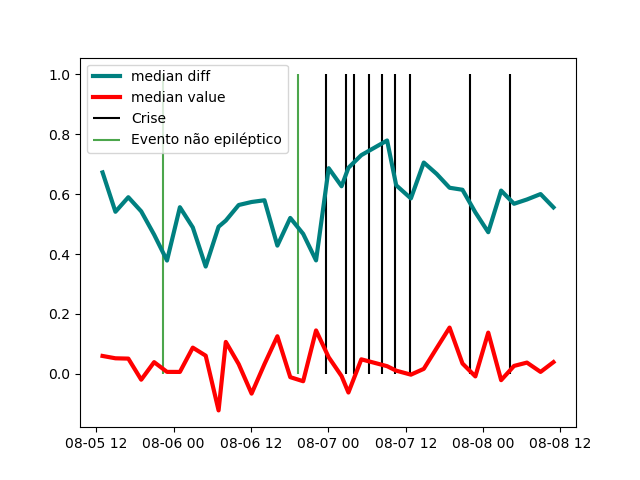 median diff
median value
Crise
Evento não epiléptico
1.0
0.8
0.6
0.4
0.2
0.0
08-05 12 08-06 00 08-06 12 08-07 00 08-07 12 08-08 00 08-08 12